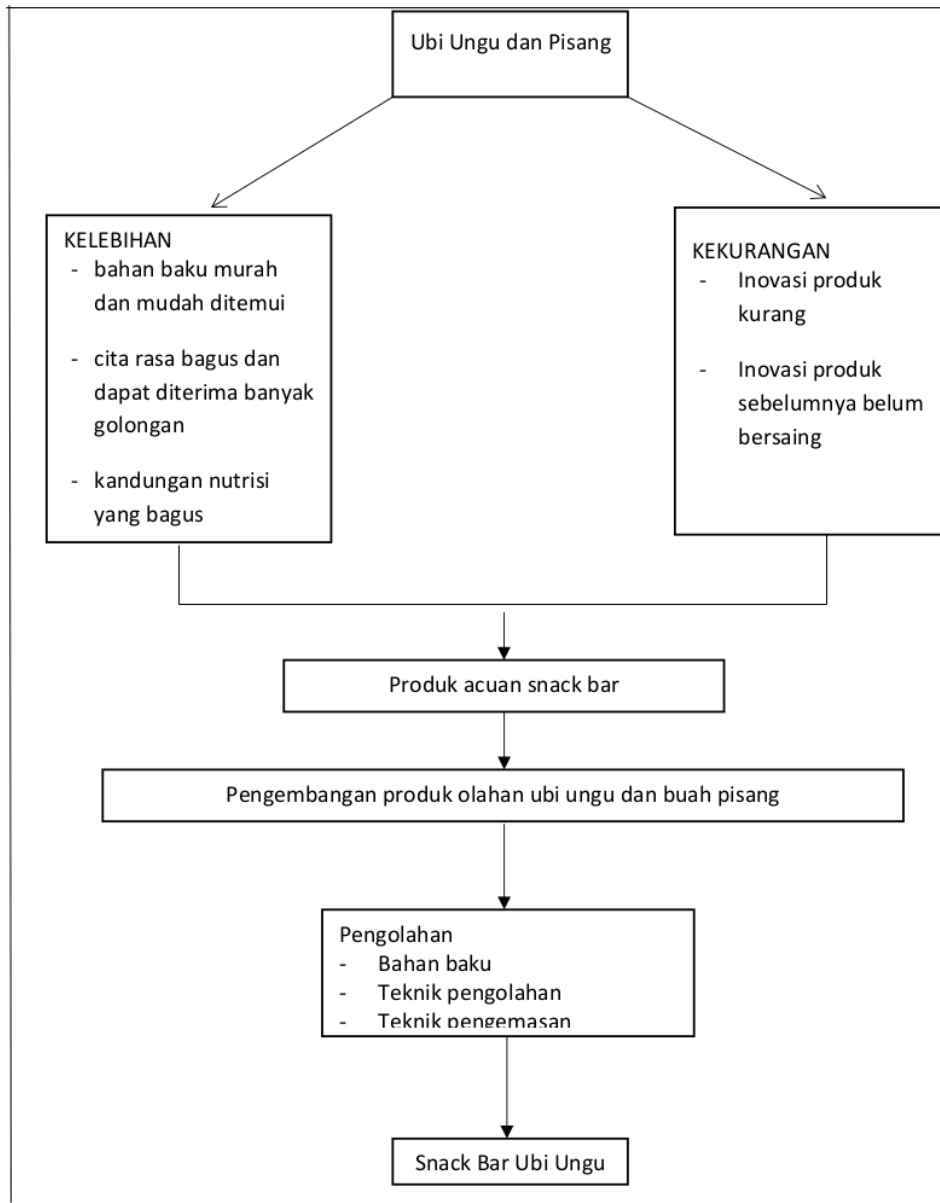 Ubi Ungu dan Pisang
KELEBIHAN
- bahan baku murah
dan mudah ditemui
- cita rasa bagus dan
dapat diterima banyak
golongan
- kandungan nutrisi
yang bagus
KEKURANGAN
- Inovasi produk
kurang
- Inovasi produk
sebelumnya belum
bersaing
Produk acuan snack bar
Pengembangan produk olahan ubi ungu dan buah pisang
Pengolahan
- Bahan baku
- Teknik pengolahan
- Teknik pengemasan
Snack Bar Ubi Ungu